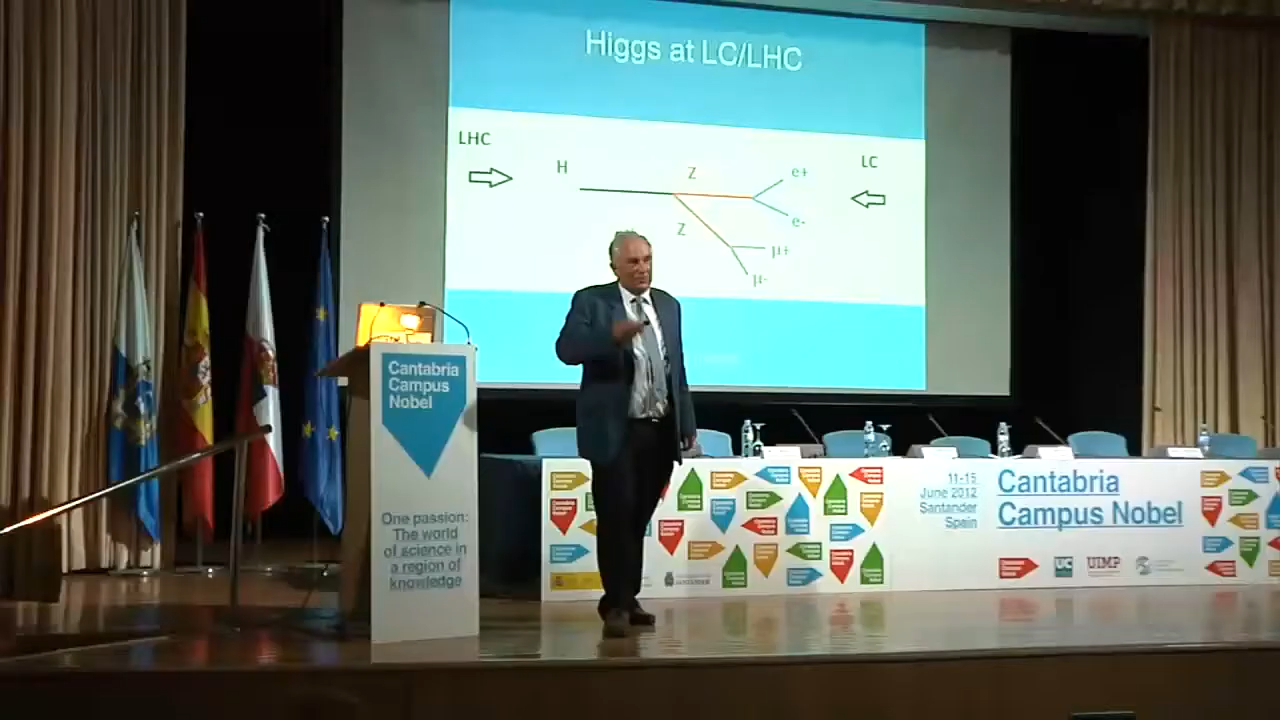 Higgs at LC/LHC
LHC
H
Z
e+
LC
Z
e-
μ+
μ-
Cantabria
Campus
Nobel
One passion:
The world
of science in
a region of
knowledge
11-15
June 2012
Santander
Spain
Cantabria
Campus Nobel
UC
UIMP